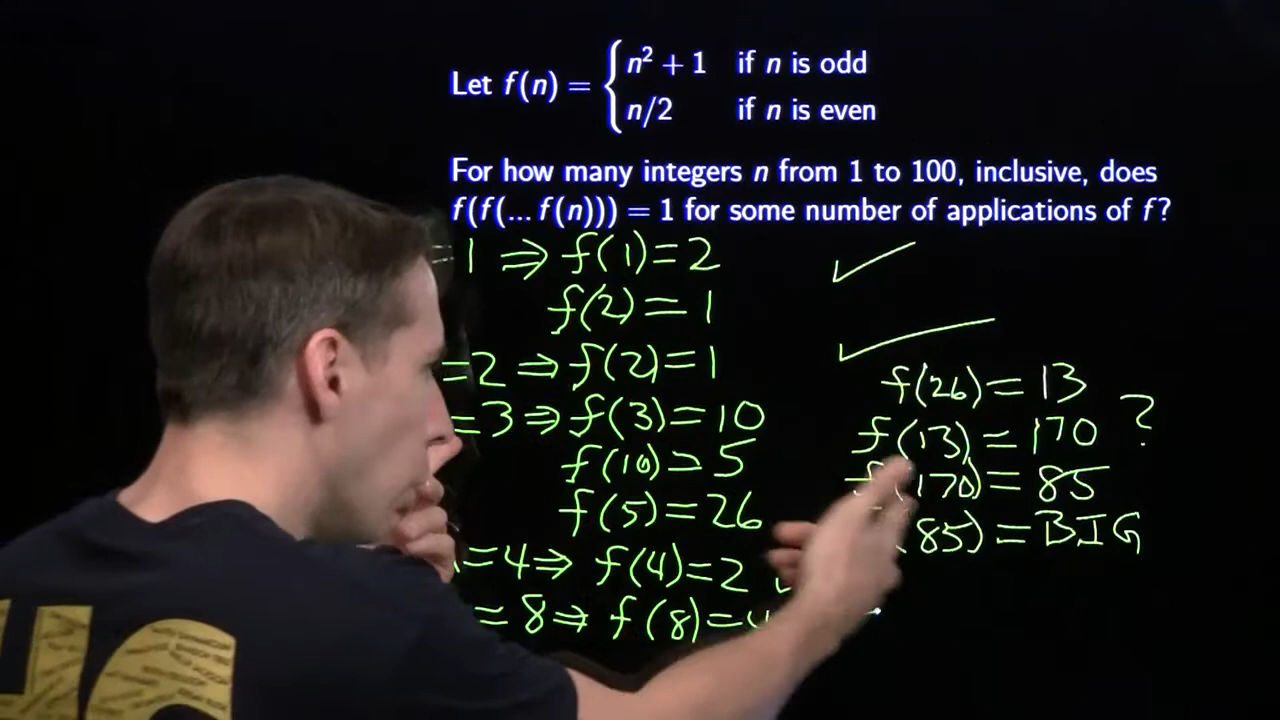 Let f(n) = { n² + 1 if n is odd
n/2 if n is even
For how many integers n from 1 to 100, inclusive, does
f(f(... f(n))) = 1 for some number of applications of f?
= 1 ⇒ f(1) = 2 ✓
f(2) = 1
= 2 ⇒ f(2) = 1 ✓
= 3 ⇒ f(3) = 10
f(10) = 5
f(5) = 26
= 4 ⇒ f(4) = 2
= 8 ⇒ f(8) = 4
f(26) = 13
f(13) = 170 ?
f(170) = 85
(85) = BIG